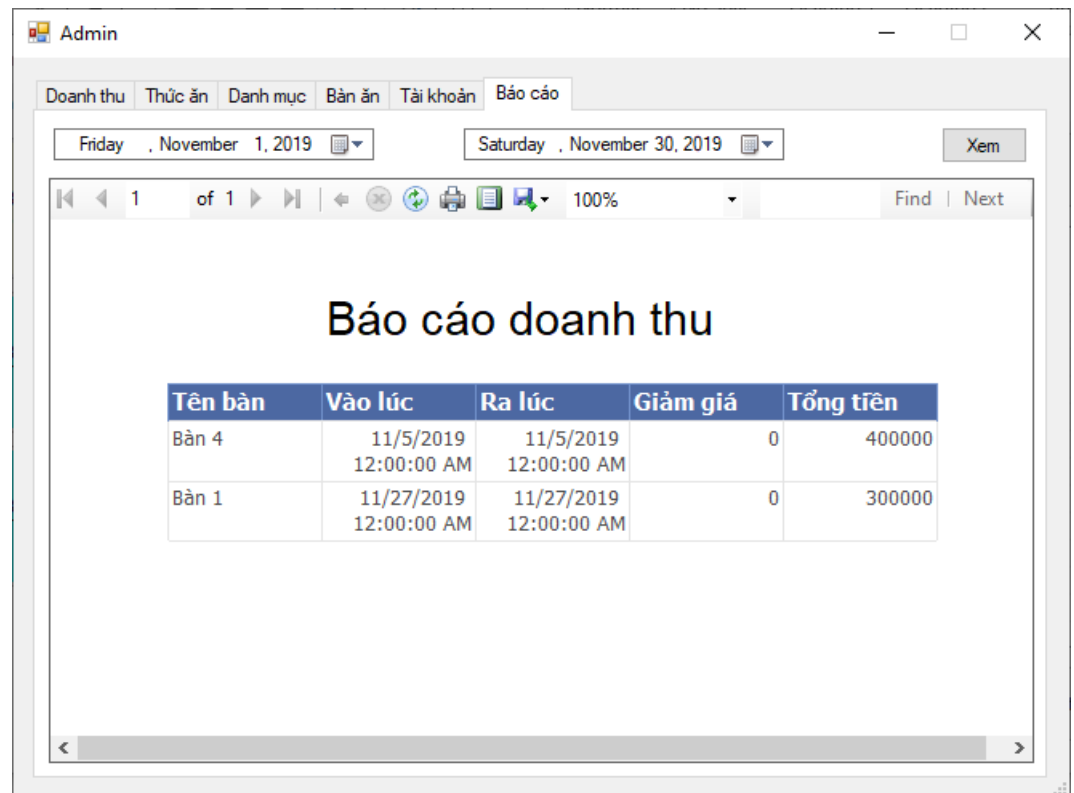 Admin
Doanh thu Thức ăn Danh mục Bàn ăn Tài khoản Báo cáo
Friday , November 1, 2019 Saturday , November 30, 2019 Xem
1 of 1 100% Find | Next
Báo cáo doanh thu
Tên bàn Vào lúc Ra lúc Giảm giá Tổng tiền
Bàn 4 11/5/2019 11/5/2019 0 400000
12:00:00 AM 12:00:00 AM
Bàn 1 11/27/2019 11/27/2019 0 300000
12:00:00 AM 12:00:00 AM